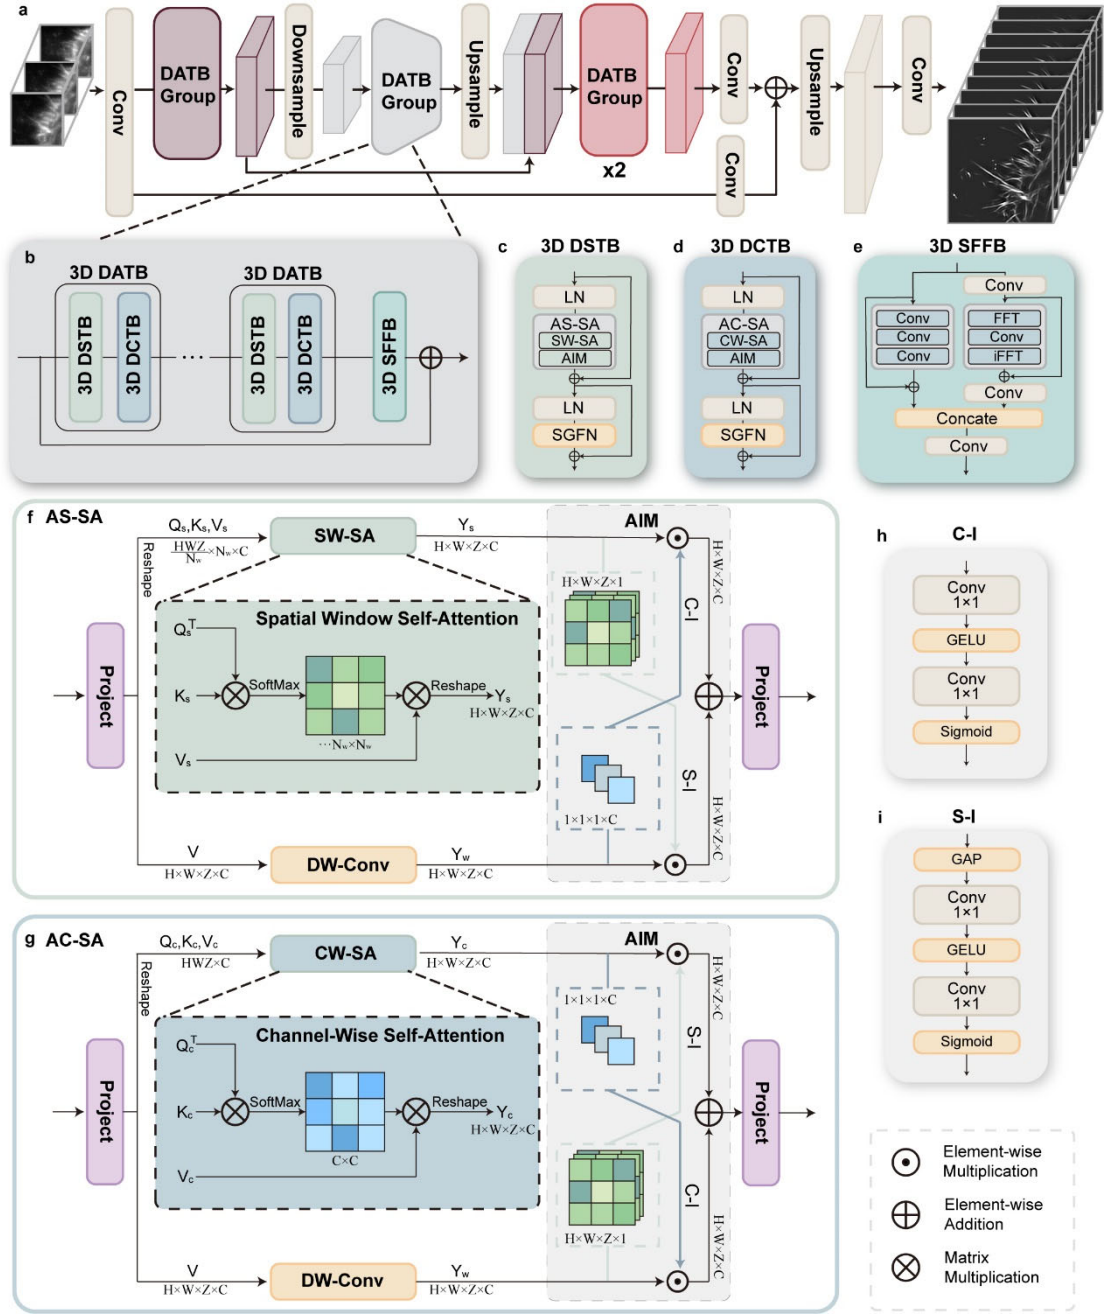 a
Conv
DATB
Group
Downsample
DATB
Group
Upsample
DATB
Group
x2
Conv
Conv
Upsample
Conv
b
3D DATB
3D DSTB
3D DCTB
...
3D DATB
3D DSTB
3D DCTB
3D SFFB
c
3D DSTB
LN
AS-SA
SW-SA
AIM
LN
SGFN
d
3D DCTB
LN
AC-SA
CW-SA
AIM
LN
SGFN
e
3D SFFB
Conv
Conv
Conv
Conv
FFT
Conv
iFFT
Conv
Concate
Conv
f AS-SA
Project
Reshape
Qs,Ks,Vs
HWZ/Nw×Nw×C
SW-SA
Ys
H×W×Z×C
Spatial Window Self-Attention
QsT
Ks
SoftMax
···Nw×Nw
Reshape
Ys
H×W×Z×C
Vs
V
H×W×Z×C
DW-Conv
Yw
H×W×Z×C
AIM
H×W×Z×1
C-I
1×1×1×C
S-I
H×W×Z×C
H×W×Z×C
Project
g AC-SA
Project
Reshape
Qc,Kc,Vc
HWZ×C
CW-SA
Yc
H×W×Z×C
Channel-Wise Self-Attention
QcT
Kc
SoftMax
C×C
Reshape
Yc
H×W×Z×C
Vc
V
H×W×Z×C
DW-Conv
Yw
H×W×Z×C
AIM
1×1×1×C
S-I
H×W×Z×1
C-I
H×W×Z×C
H×W×Z×C
Project
h
C-I
Conv
1×1
GELU
Conv
1×1
Sigmoid
i
S-I
GAP
Conv
1×1
GELU
Conv
1×1
Sigmoid
Element-wise
Multiplication
Element-wise
Addition
Matrix
Multiplication